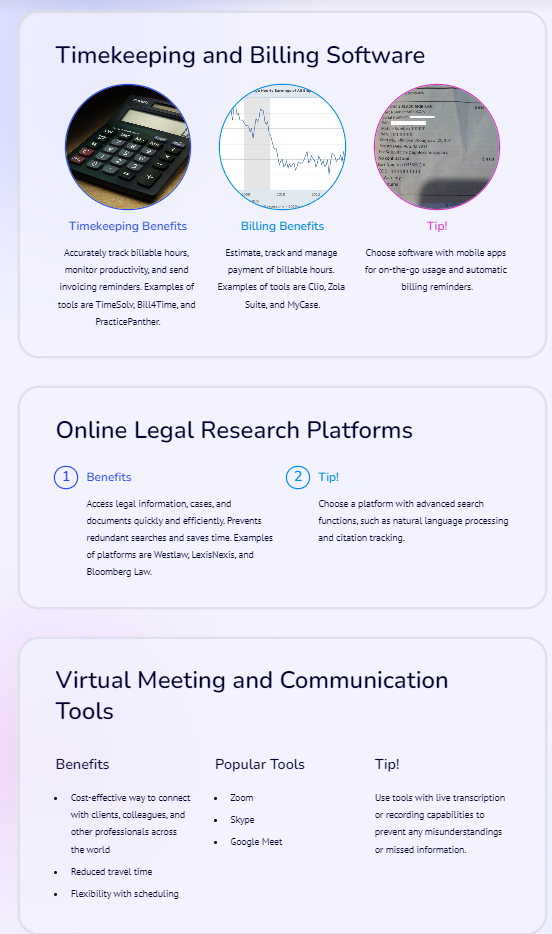 Timekeeping and Billing Software
2008
2010
2012
Timekeeping Benefits
Accurately track billable hours,
monitor productivity, and send
invoicing reminders. Examples of
tools are TimeSolv, Bill4Time, and
PracticePanther.
Billing Benefits
Estimate, track and manage
payment of billable hours.
Examples of tools are Clio, Zola
Suite, and MyCase.
Tip!
Choose software with mobile apps
for on-the-go usage and automatic
billing reminders.
Online Legal Research Platforms
1
Benefits
Access legal information, cases, and
documents quickly and efficiently. Prevents
redundant searches and saves time. Examples
of platforms are Westlaw, LexisNexis, and
Bloomberg Law.
2
Tip!
Choose a platform with advanced search
functions, such as natural language processing
and citation tracking.
Virtual Meeting and Communication
Tools
Benefits
• Cost-effective way to connect
with clients, colleagues, and
other professionals across
the world
• Reduced travel time
• Flexibility with scheduling
Popular Tools
• Zoom
• Skype
• Google Meet
Tip!
Use tools with live transcription
or recording capabilities to
prevent any misunderstandings
or missed information.